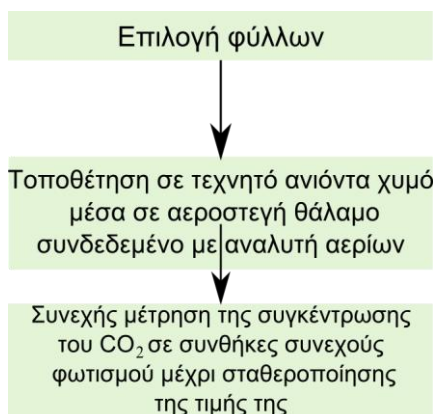 Επιλογή φύλλων
Τοποθέτηση σε τεχνητό ανιόντα χυμό
μέσα σε αεροστεγή θάλαμο
συνδεδεμένο με αναλυτή αερίων
Συνεχής μέτρηση της συγκέντρωσης
του CO₂ σε συνθήκες συνεχούς
φωτισμού μέχρι σταθεροποίησης
της τιμής της